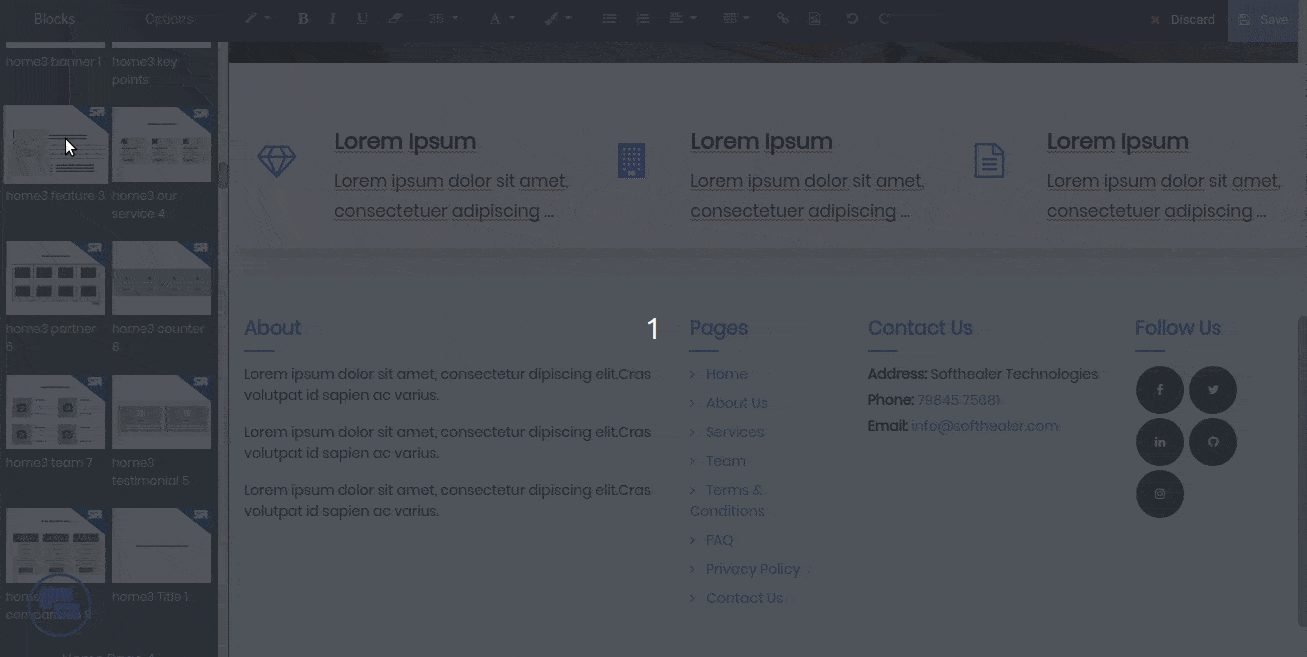 Blocks
Options
B I U 25 A
Discard
Save
home3 banner 1
home3 key
points
home3 feature 3
home3 our
service 4
home3 partner
6
home3 counter
8
home3 team 7
home3
testimonial 5
home3 Title 1
Lorem Ipsum
Lorem ipsum dolor sit amet,
consectetuer adipiscing ...
Lorem Ipsum
Lorem ipsum dolor sit amet,
consectetuer adipiscing ...
Lorem Ipsum
Lorem ipsum dolor sit amet,
consectetuer adipiscing ...
1
About
Lorem ipsum dolor sit amet, consectetur dipiscing elit.Cras
volutpat id sapien ac varius.
Lorem ipsum dolor sit amet, consectetur dipiscing elit.Cras
volutpat id sapien ac varius.
Lorem ipsum dolor sit amet, consectetur dipiscing elit.Cras
volutpat id sapien ac varius.
Pages
Home
About Us
Services
Team
Terms &
Conditions
FAQ
Privacy Policy
Contact Us
Contact Us
Address: Softhealer Technologies
Phone: 79845 75681
Email: info@softhealer.com
Follow Us